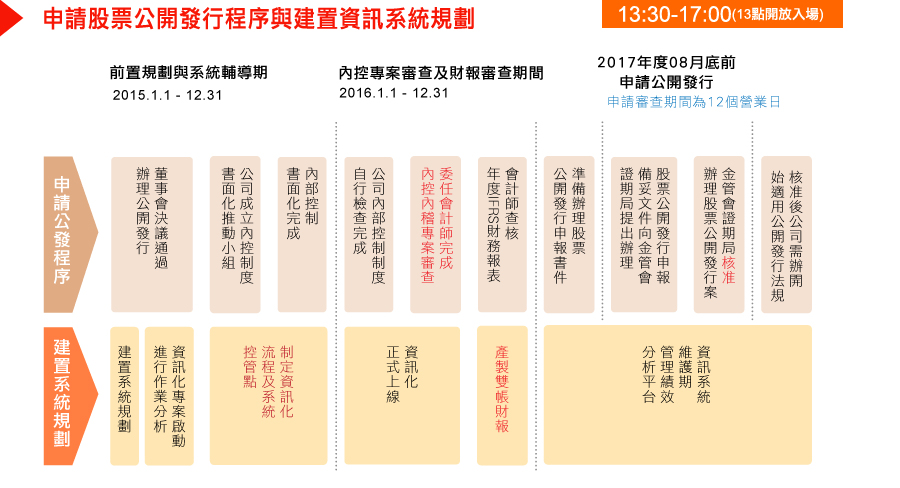 申請股票公開發行程序與建置資訊系統規劃
13:30-17:00(13點開放入場)
前置規劃與系統輔導期
2015.1.1 - 12.31
內控專案審查及財報審查期間
2016.1.1 - 12.31
2017年度08月底前
申請公開發行
申請審查期間為12個營業日
申請公發程序
董事會決議通過
辦理公開發行
公司成立內控制度
書面化推動小組
內部控制
書面化完成
公司內部控制制度
自行檢查完成
委任會計師完成
內控內稽專案審查
會計師查核
年度IFRS財務報表
準備辦理股票
公開發行申報書件
股票公開發行申報
備妥文件向金管會
證期局提出辦理
金管會證期局核准
辦理股票公開發行案
核准後公司需辦開
始適用公開發行法規
建置系統規劃
建置系統規劃
資訊化專案啟動
進行作業分析
制定資訊化
流程及系統
控管點
資訊化
正式上線
產製雙帳財報
資訊系統
維護期
管理績效
分析平台